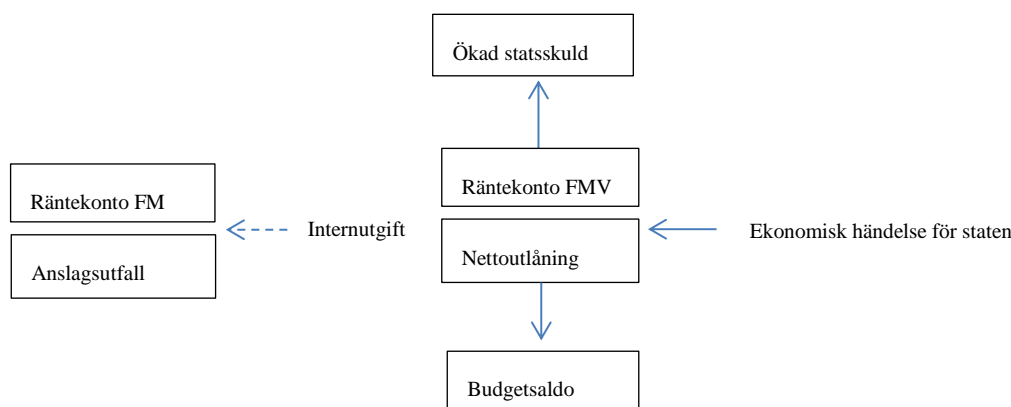 Ökad statsskuld
Räntekonto FM
Anslagsutfall
Internutgift
Räntekonto FMV
Nettoutlåning
Ekonomisk händelse för staten
Budgetsaldo